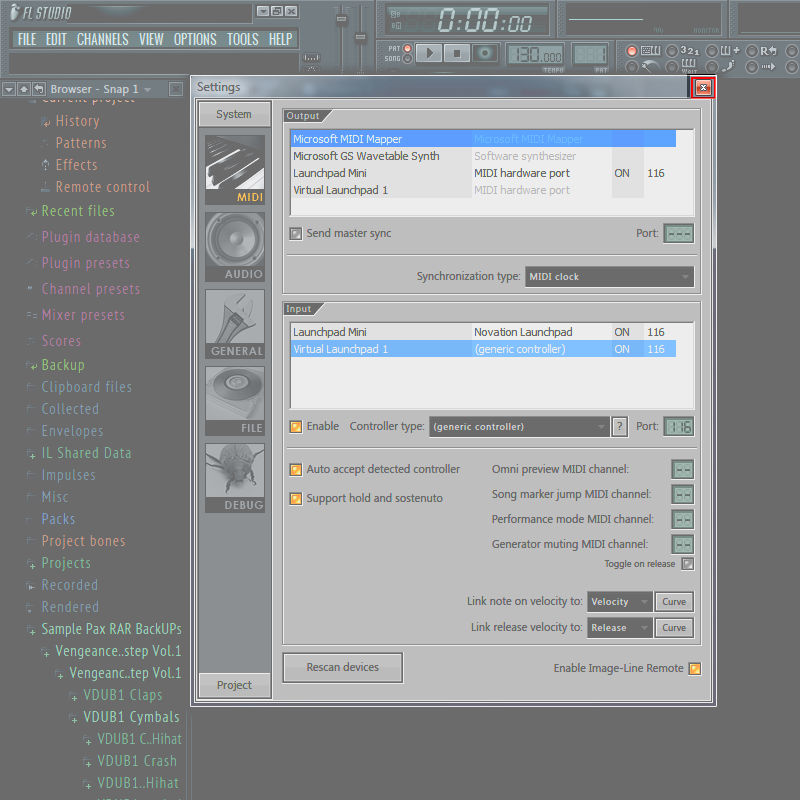 FL STUDIO
FILE EDIT CHANNELS VIEW OPTIONS TOOLS HELP
0:00:00
MONITOR
PAT
SONG
130.000
TEMPO
PAT
321
Wait
Browser - Snap 1
Current project
History
Patterns
Effects
Remote control
Recent files
Plugin database
Plugin presets
Channel presets
Mixer presets
Scores
Backup
Clipboard files
Collected
Envelopes
IL Shared Data
Impulses
Misc
Packs
Project bones
Projects
Recorded
Rendered
Sample Pax RAR BackUPs
Vengeance..step Vol.1
Vengeanc..tep Vol.1
VDUB1 Claps
VDUB1 Cymbals
VDUB1 C..Hihat
VDUB1 Crash
VDUB1..Hihat
Settings
System
MIDI
AUDIO
GENERAL
FILE
DEBUG
Project
Output
Microsoft MIDI Mapper Microsoft MIDI Mapper
Microsoft GS Wavetable Synth Software synthesizer
Launchpad Mini MIDI hardware port ON 116
Virtual Launchpad 1 MIDI hardware port
Send master sync Port: ---
Synchronization type: MIDI clock
Input
Launchpad Mini Novation Launchpad ON 116
Virtual Launchpad 1 (generic controller) ON 116
Enable Controller type: (generic controller) ? Port: 116
Auto accept detected controller
Support hold and sostenuto
Omni preview MIDI channel: --
Song marker jump MIDI channel: --
Performance mode MIDI channel: --
Generator muting MIDI channel: --
Toggle on release
Link note on velocity to: Velocity Curve
Link release velocity to: Release Curve
Rescan devices
Enable Image-Line Remote